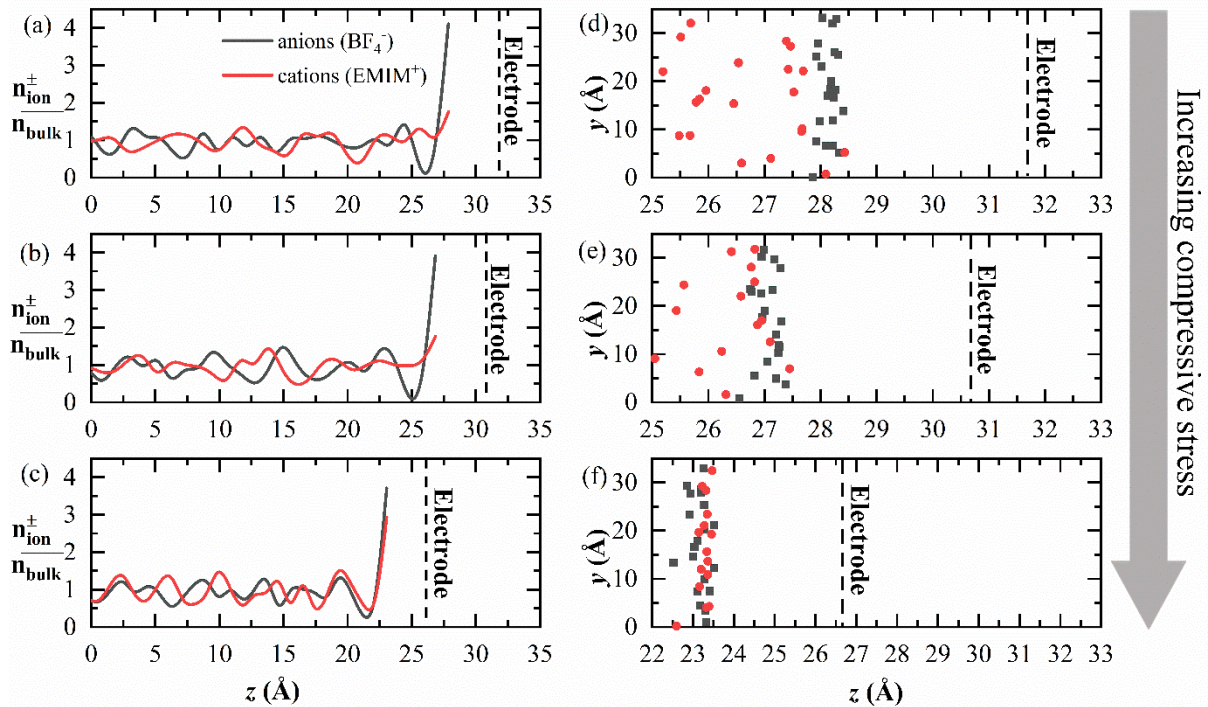 (a)
anions (BF₄⁻)
cations (EMIM⁺)
n±ion
nbulk
4
3
2
1
0
0 5 10 15 20 25 30 35
Electrode
(b)
n±ion
nbulk
4
3
2
1
0
0 5 10 15 20 25 30 35
Electrode
(c)
n±ion
nbulk
4
3
2
1
0
0 5 10 15 20 25 30 35
Electrode
z (Å)
(d)
y (Å)
30
20
10
0
25 26 27 28 29 30 31 32 33
Electrode
(e)
y (Å)
30
20
10
0
25 26 27 28 29 30 31 32 33
Electrode
(f)
y (Å)
30
20
10
0
22 23 24 25 26 27 28 29 30 31 32 33
Electrode
z (Å)
Increasing compressive stress